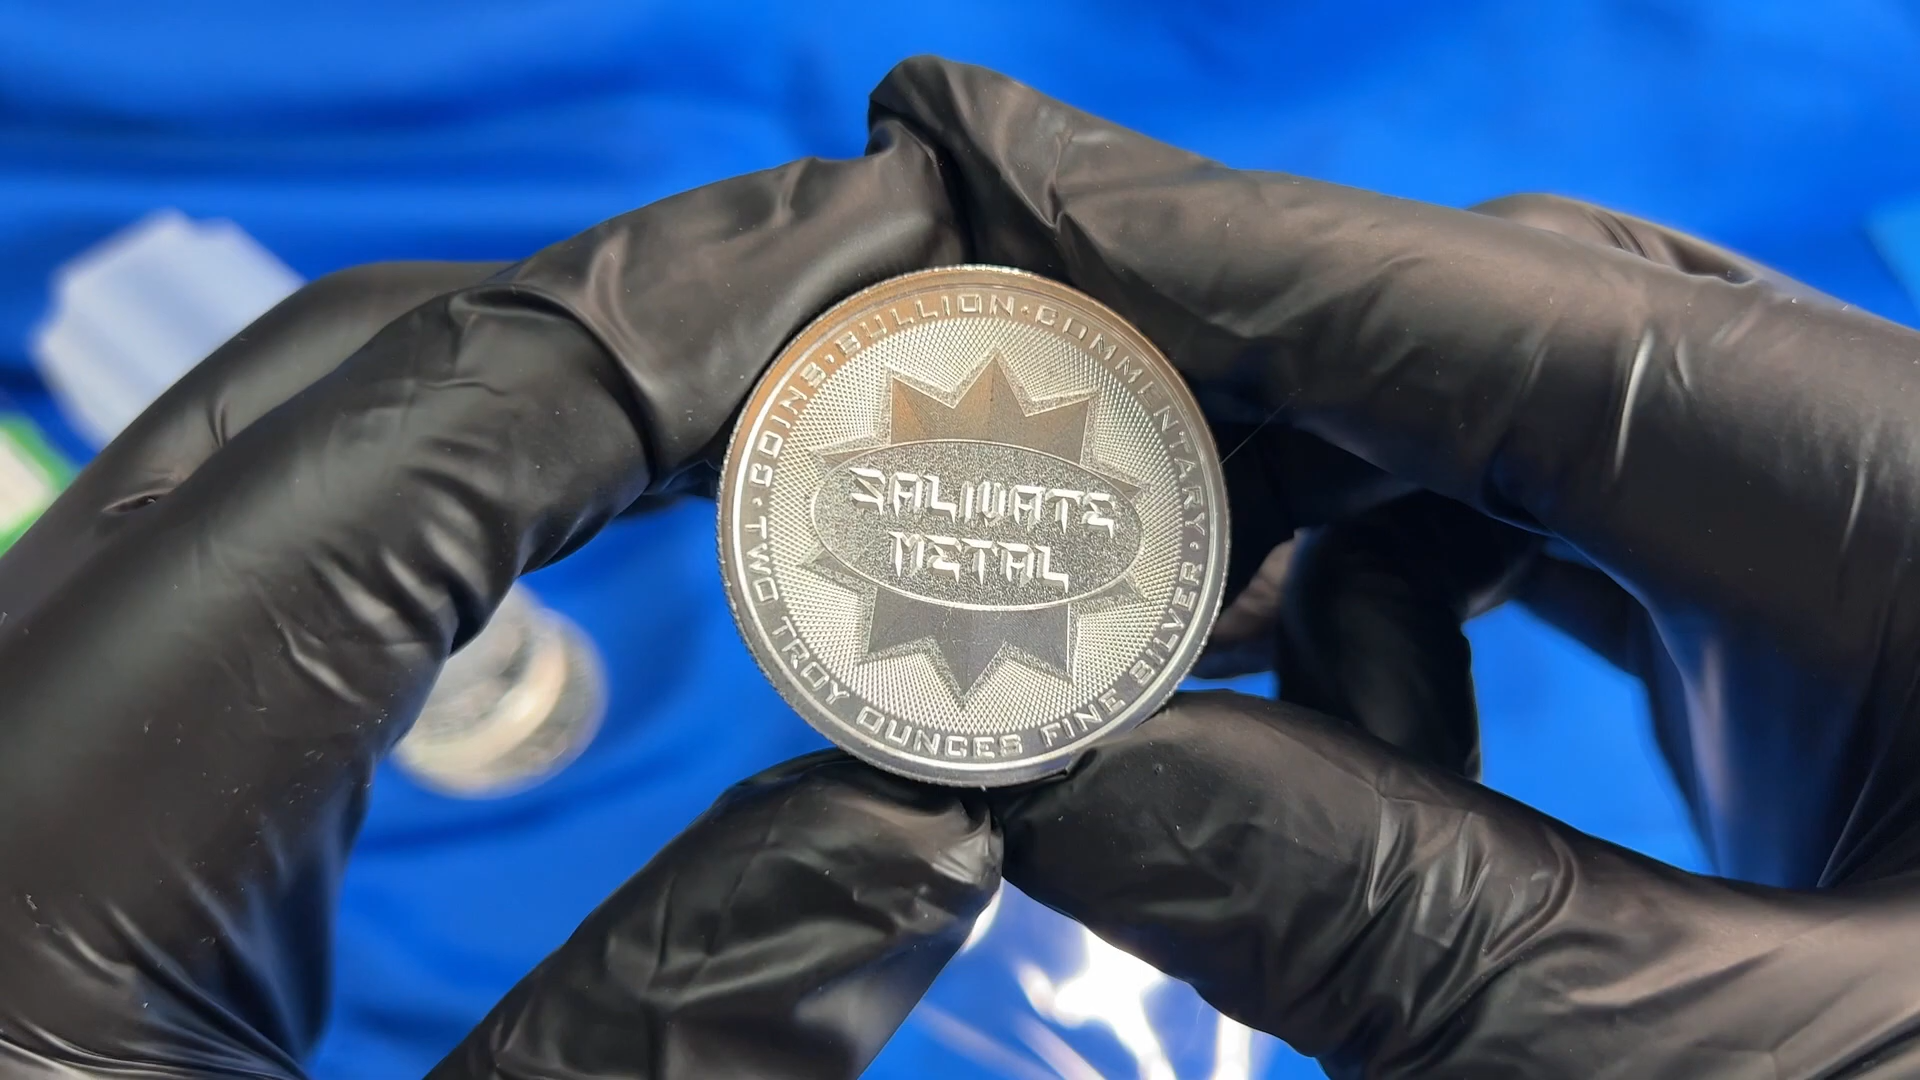 SALIVATE
METAL
COINS·BULLION·COMMENTARY·
TWO TROY OUNCES FINE SILVER·